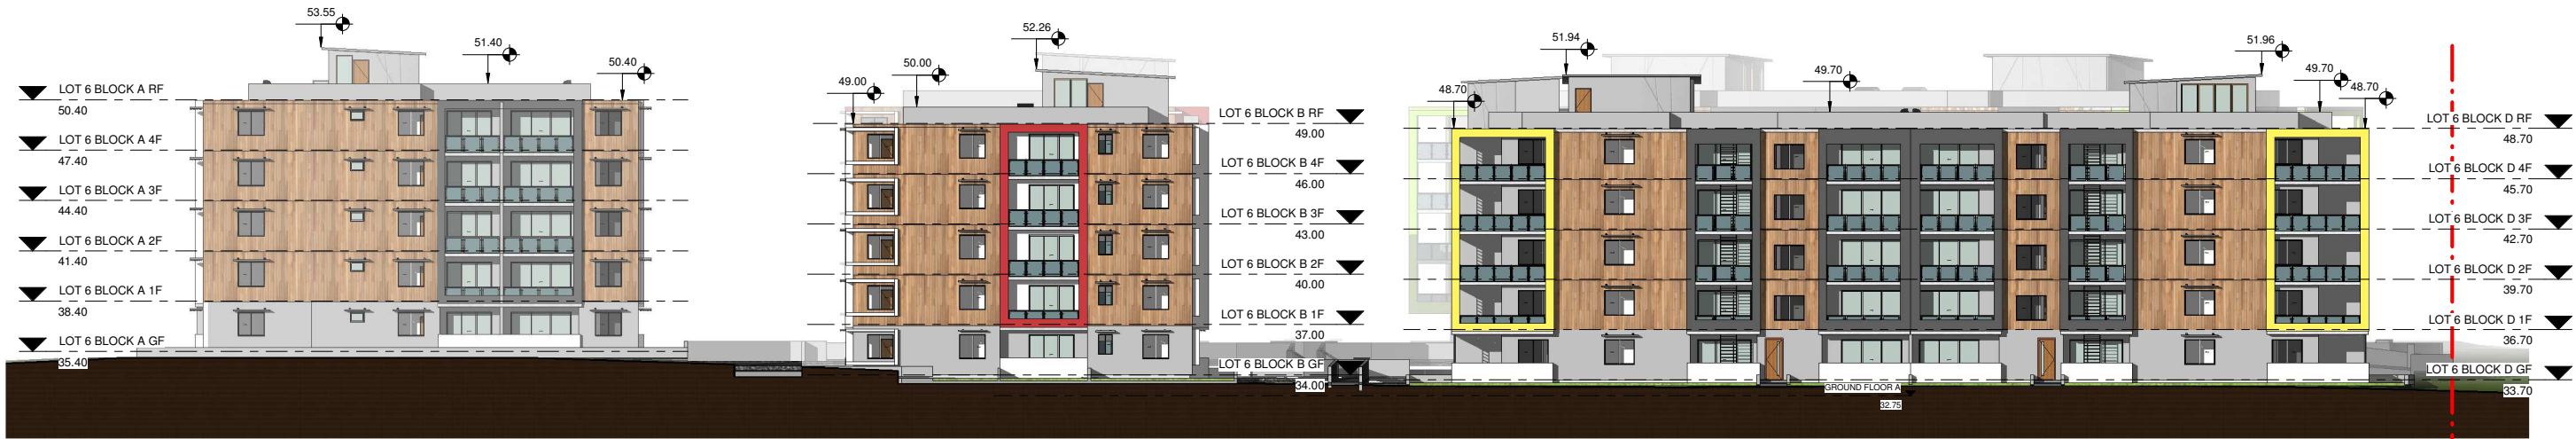 53.55
51.40
50.40
LOT 6 BLOCK A RF
50.40
LOT 6 BLOCK A 4F
47.40
LOT 6 BLOCK A 3F
44.40
LOT 6 BLOCK A 2F
41.40
LOT 6 BLOCK A 1F
38.40
LOT 6 BLOCK A GF
35.40
52.26
50.00
49.00
LOT 6 BLOCK B RF
49.00
LOT 6 BLOCK B 4F
46.00
LOT 6 BLOCK B 3F
43.00
LOT 6 BLOCK B 2F
40.00
LOT 6 BLOCK B 1F
37.00
LOT 6 BLOCK B GF
34.00
51.94
51.96
49.70
49.70
48.70
48.70
LOT 6 BLOCK D RF
48.70
LOT 6 BLOCK D 4F
45.70
LOT 6 BLOCK D 3F
42.70
LOT 6 BLOCK D 2F
39.70
LOT 6 BLOCK D 1F
36.70
LOT 6 BLOCK D GF
33.70
GROUND FLOOR A
32.75